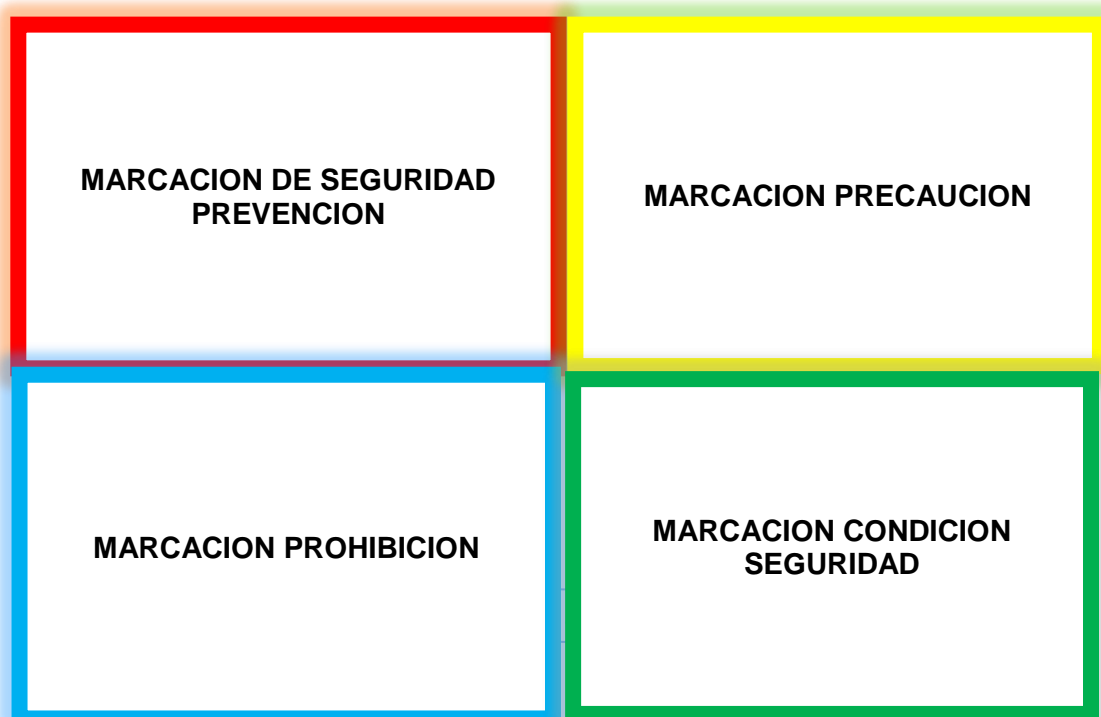 MARCACION DE SEGURIDAD
PREVENCION
MARCACION PRECAUCION
MARCACION PROHIBICION
MARCACION CONDICION
SEGURIDAD